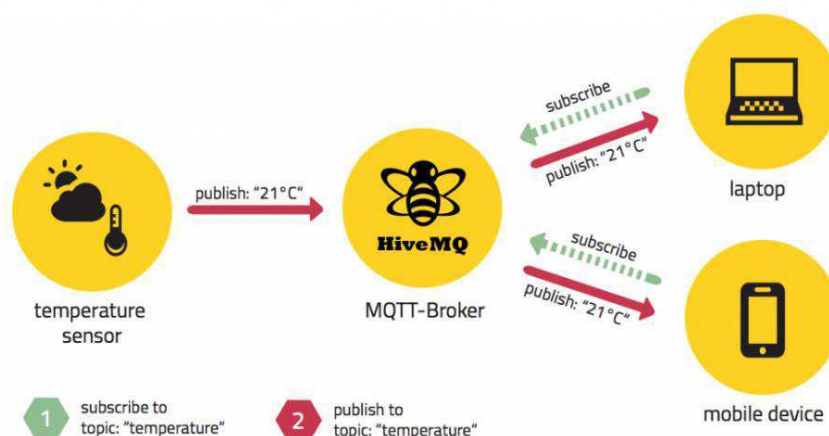 subscribe
publish: “21°C”
laptop
publish: “21°C”
HiveMQ
temperature
sensor
MQTT-Broker
subscribe
publish: “21°C”
mobile device
1
subscribe to
topic: “temperature”
2
publish to
topic: “temperature”